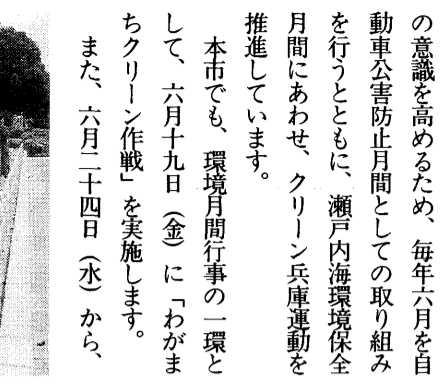 の意識を高めるため、毎年六月を自
動車公害防止月間としての取り組み
を行うとともに、瀬戸内海環境保全
月間にあわせ、クリーン兵庫運動を
推進しています。
本市でも、環境月間行事の一環と
して、六月十九日（金）に「わがま
ちクリーン作戦」を実施します。
また、六月二十四日（水）から、